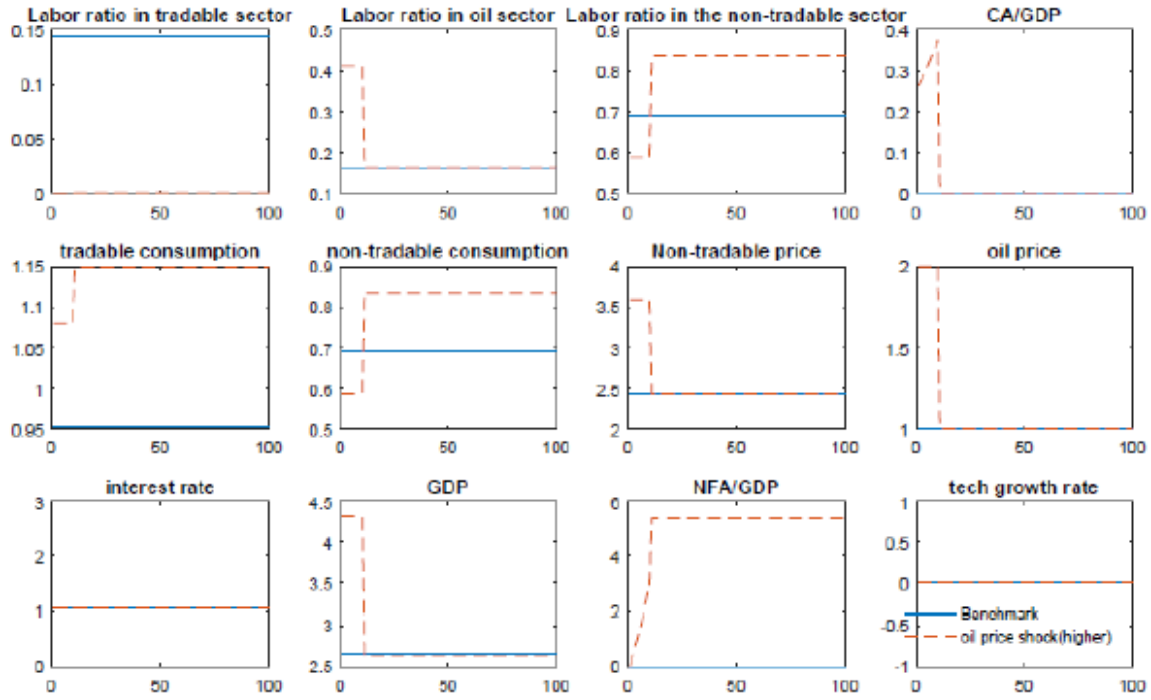 Labor ratio in tradable sector Labor ratio in oil sector Labor ratio in the non-tradable sector CA/GDP
0.15 0.5 0.9 0.4
0.4 0.8 0.3
0.1
0.3 0.7 0.2
0.05
0.2 0.6 0.1
0 0.1 0.5 0
0 50 100 0 50 100 0 50 100 0 50 100
tradable consumption non-tradable consumption Non-tradable price oil price
1.15 0.9 4 2
1.1 0.8 3.5
1.05 0.7 3 1.5
1 0.6 2.5
0.95 0.5 2 1
0 50 100 0 50 100 0 50 100 0 50 100
interest rate GDP NFA/GDP tech growth rate
3 4.5 6 1
4 0.5
2 4
3.5 0
1 2
3 -0.5
0 2.5 0 -1
Benchmark
oil price shock(higher)
0 50 100 0 50 100 0 50 100 0 50 100